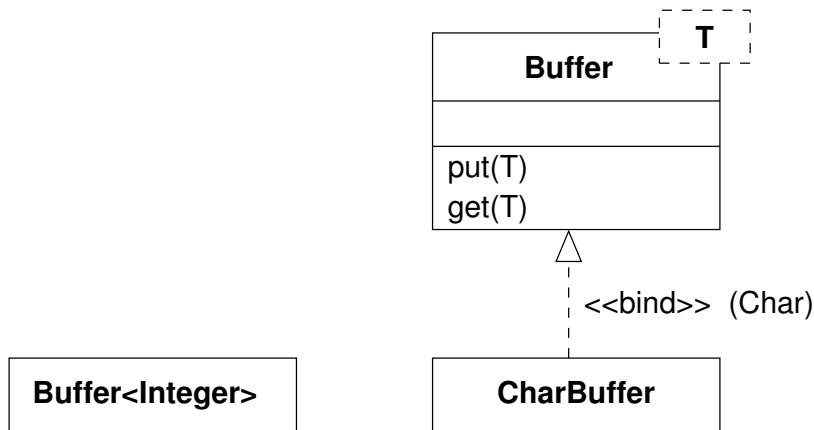 T
Buffer
put(T)
get(T)
<<bind>> (Char)
Buffer<Integer>
CharBuffer